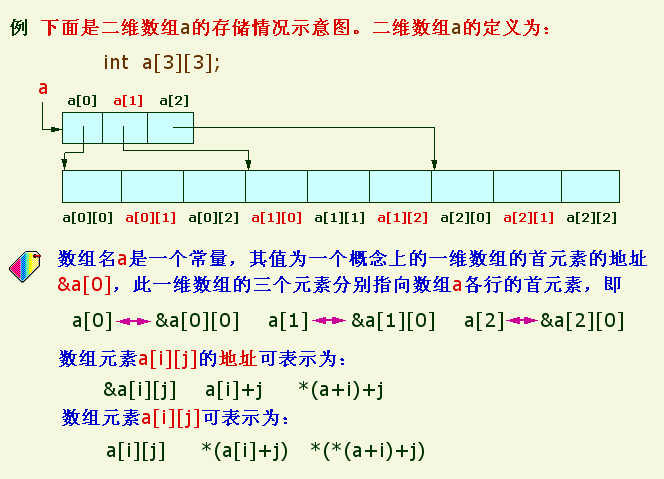 例 下面是二维数组a的存储情况示意图。二维数组a的定义为：
int a[3][3];
a
a[0] a[1] a[2]
a[0][0] a[0][1] a[0][2] a[1][0] a[1][1] a[1][2] a[2][0] a[2][1] a[2][2]
数组名a是一个常量，其值为一个概念上的一维数组的首元素的地址
&a[0]，此一维数组的三个元素分别指向数组a各行的首元素，即
a[0] &a[0][0] a[1] &a[1][0] a[2] &a[2][0]
数组元素a[i][j]的地址可表示为：
&a[i][j] a[i]+j *(a+i)+j
数组元素a[i][j]可表示为：
a[i][j] *(a[i]+j) *(*(a+i)+j)